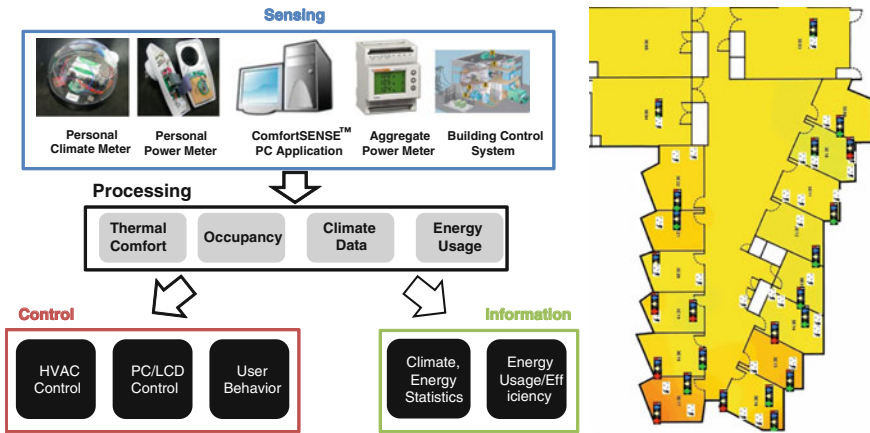 Sensing
Personal
Climate Meter
Personal
Power Meter
ComfortSENSE™
PC Application
Aggregate
Power Meter
Building Control
System
Processing
Thermal
Comfort
Occupancy
Climate
Data
Energy
Usage
Control
Information
HVAC
Control
PC/LCD
Control
User
Behavior
Climate,
Energy
Statistics
Energy
Usage/Eff
iciency